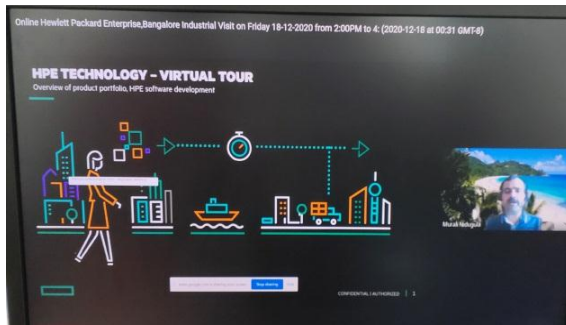 Online Hewlett Packard Enterprise,Bangalore Industrial Visit on Friday 18-12-2020 from 2:00PM to 4: (2020-12-18 at 00:31 GMT-8)
HPE TECHNOLOGY – VIRTUAL TOUR
Overview of product portfolio, HPE software development
Murali
Stop sharing
CONFIDENTIAL | AUTHORIZED | 1